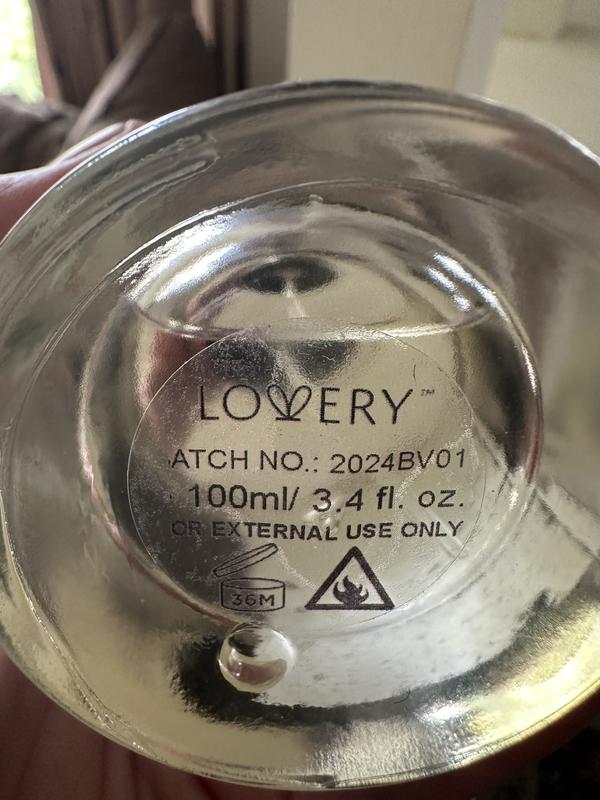 LOVERY™
ATCH NO.: 2024BV01
100ml/ 3.4 fl. oz.
OR EXTERNAL USE ONLY
36M